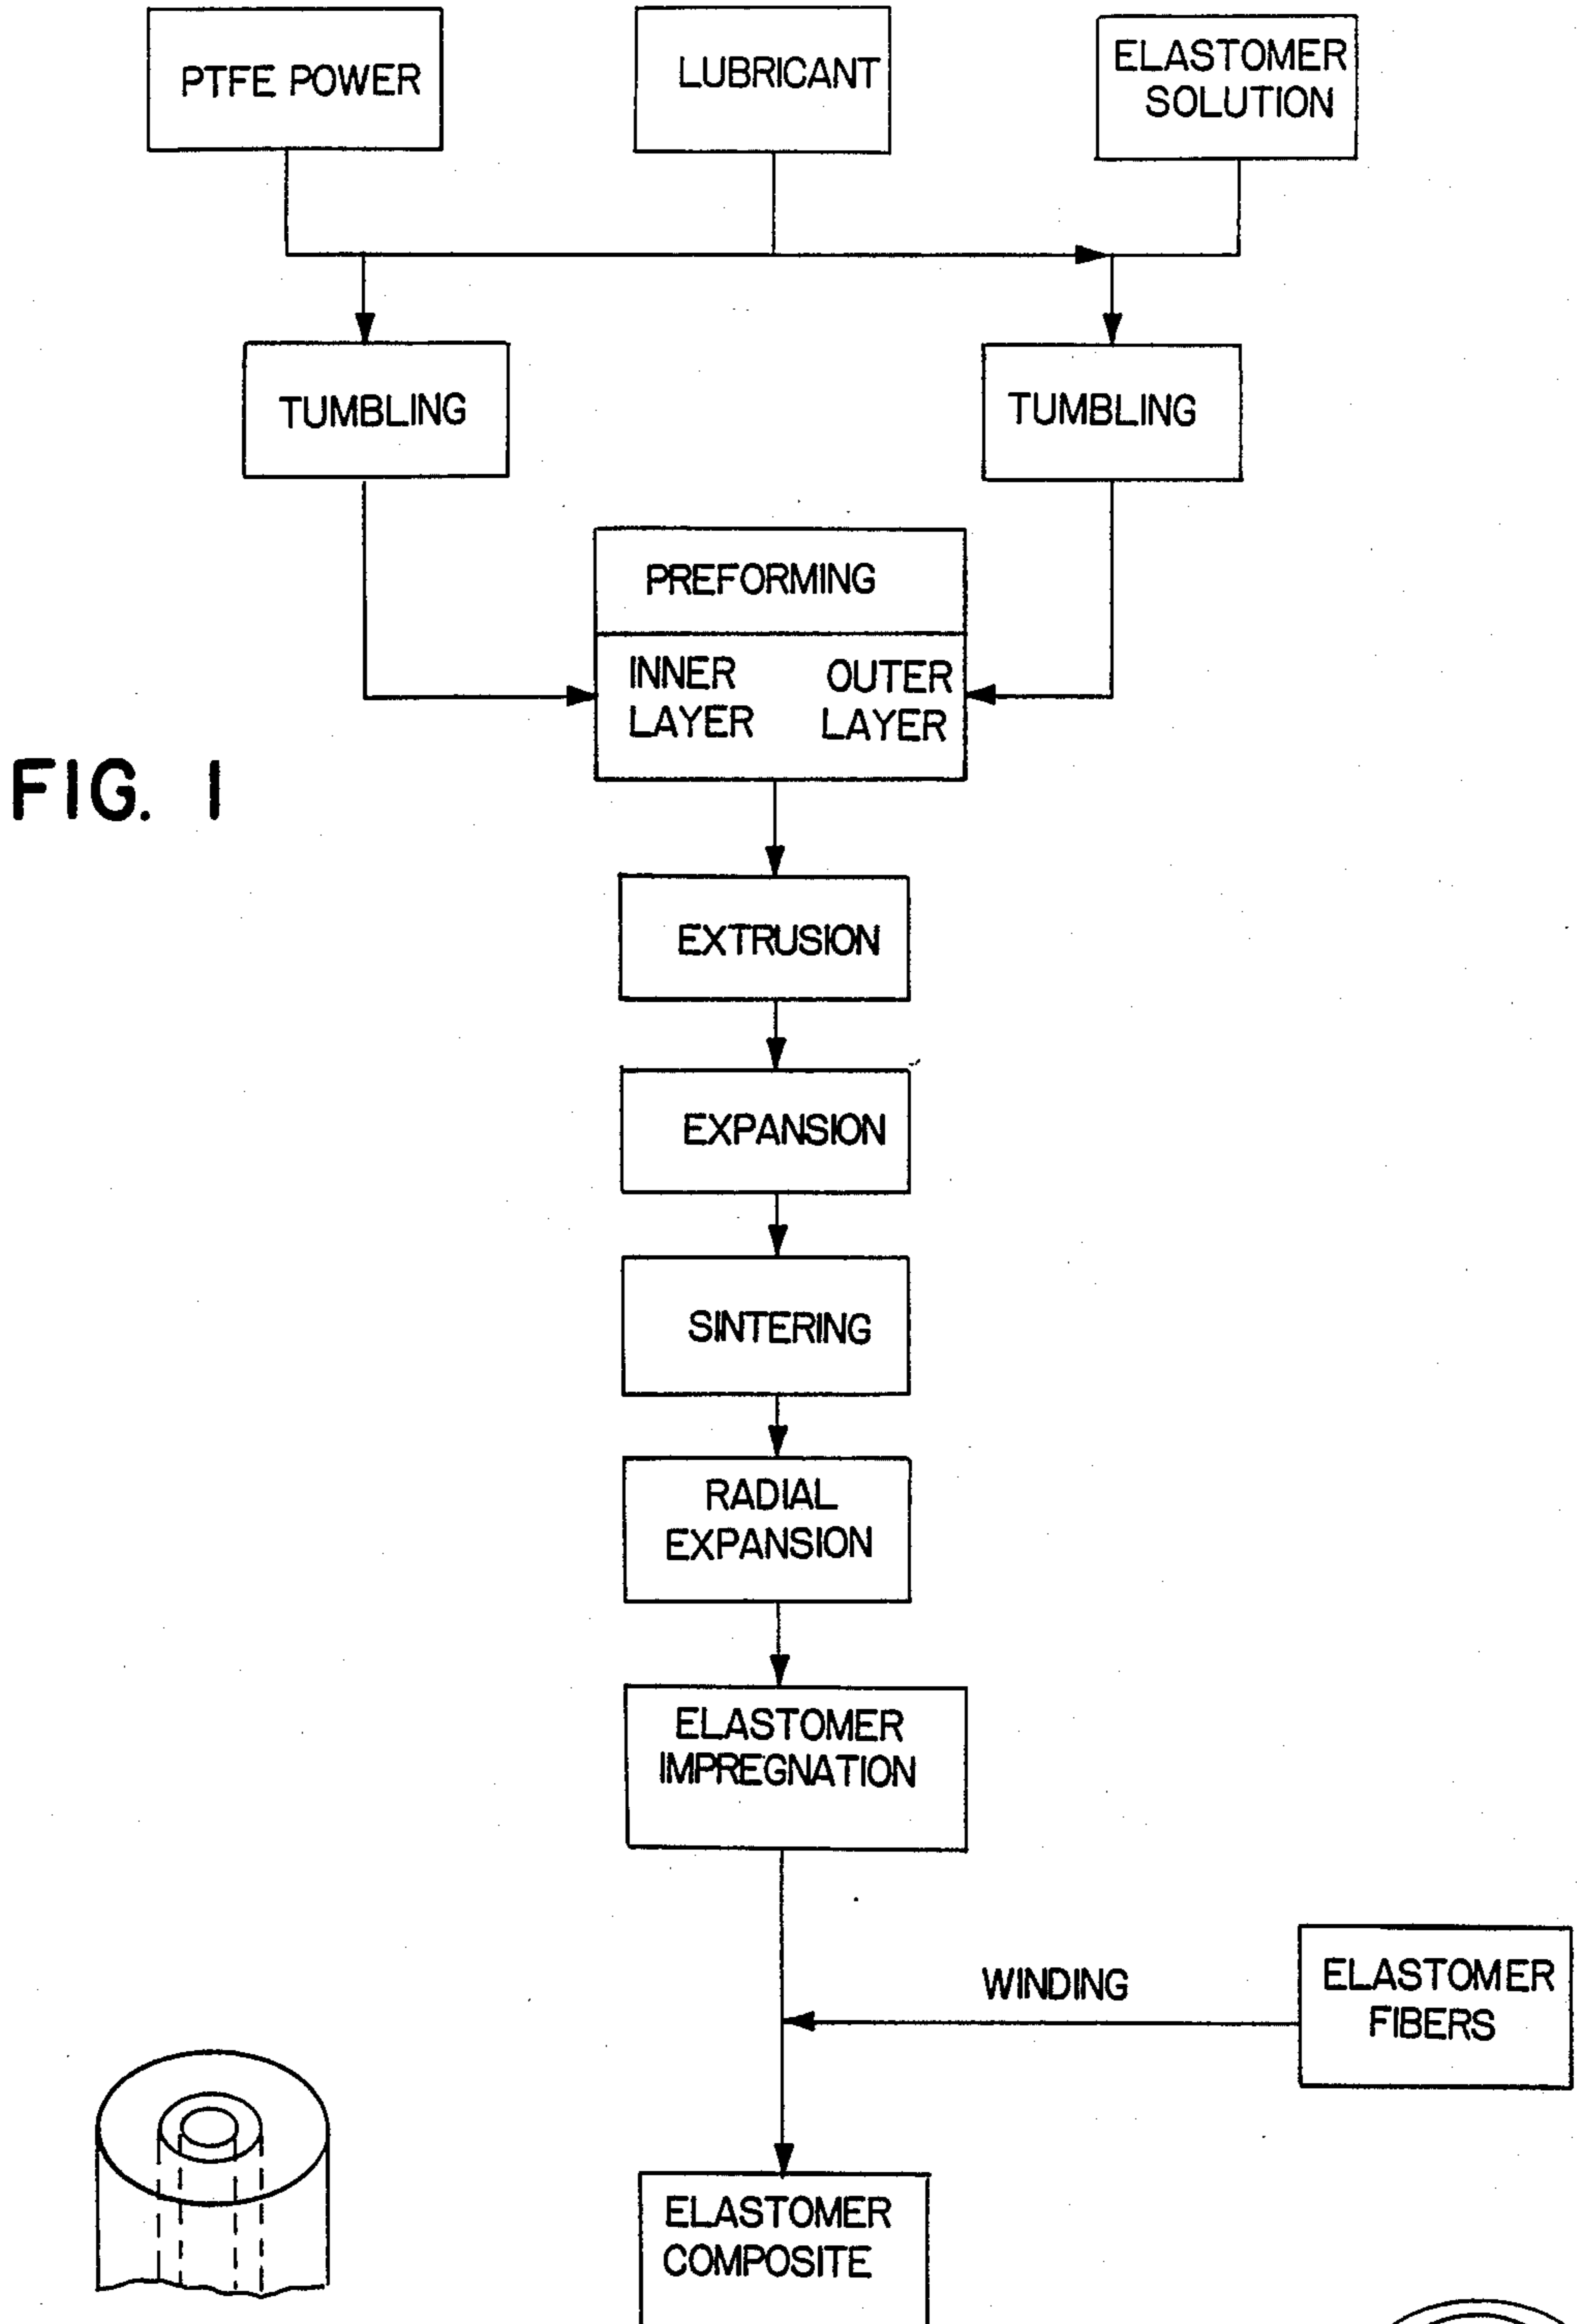 PTFE POWER
LUBRICANT
ELASTOMER
SOLUTION
TUMBLING
TUMBLING
PREFORMING
INNER
LAYER
OUTER
LAYER
FIG. 1
EXTRUSION
EXPANSION
SINTERING
RADIAL
EXPANSION
ELASTOMER
IMPREGNATION
WINDING
ELASTOMER
FIBERS
ELASTOMER
COMPOSITE